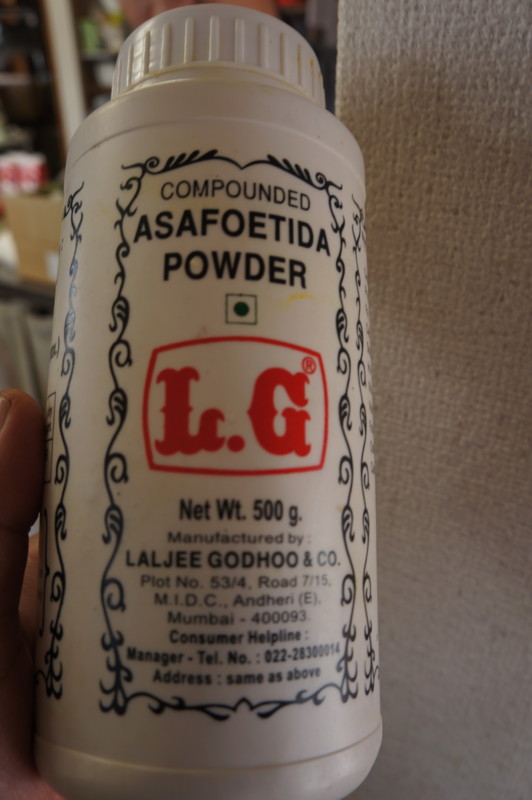 COMPOUNDED
ASAFOETIDA
POWDER
L.G®
Net Wt. 500 g.
Manufactured by :
LALJEE GODHOO & CO.
Plot No. 53/4, Road 7/15,
M.I.D.C., Andheri (E),
Mumbai - 400093.
Consumer Helpline :
Manager - Tel. No. : 022-28300014
Address : same as above